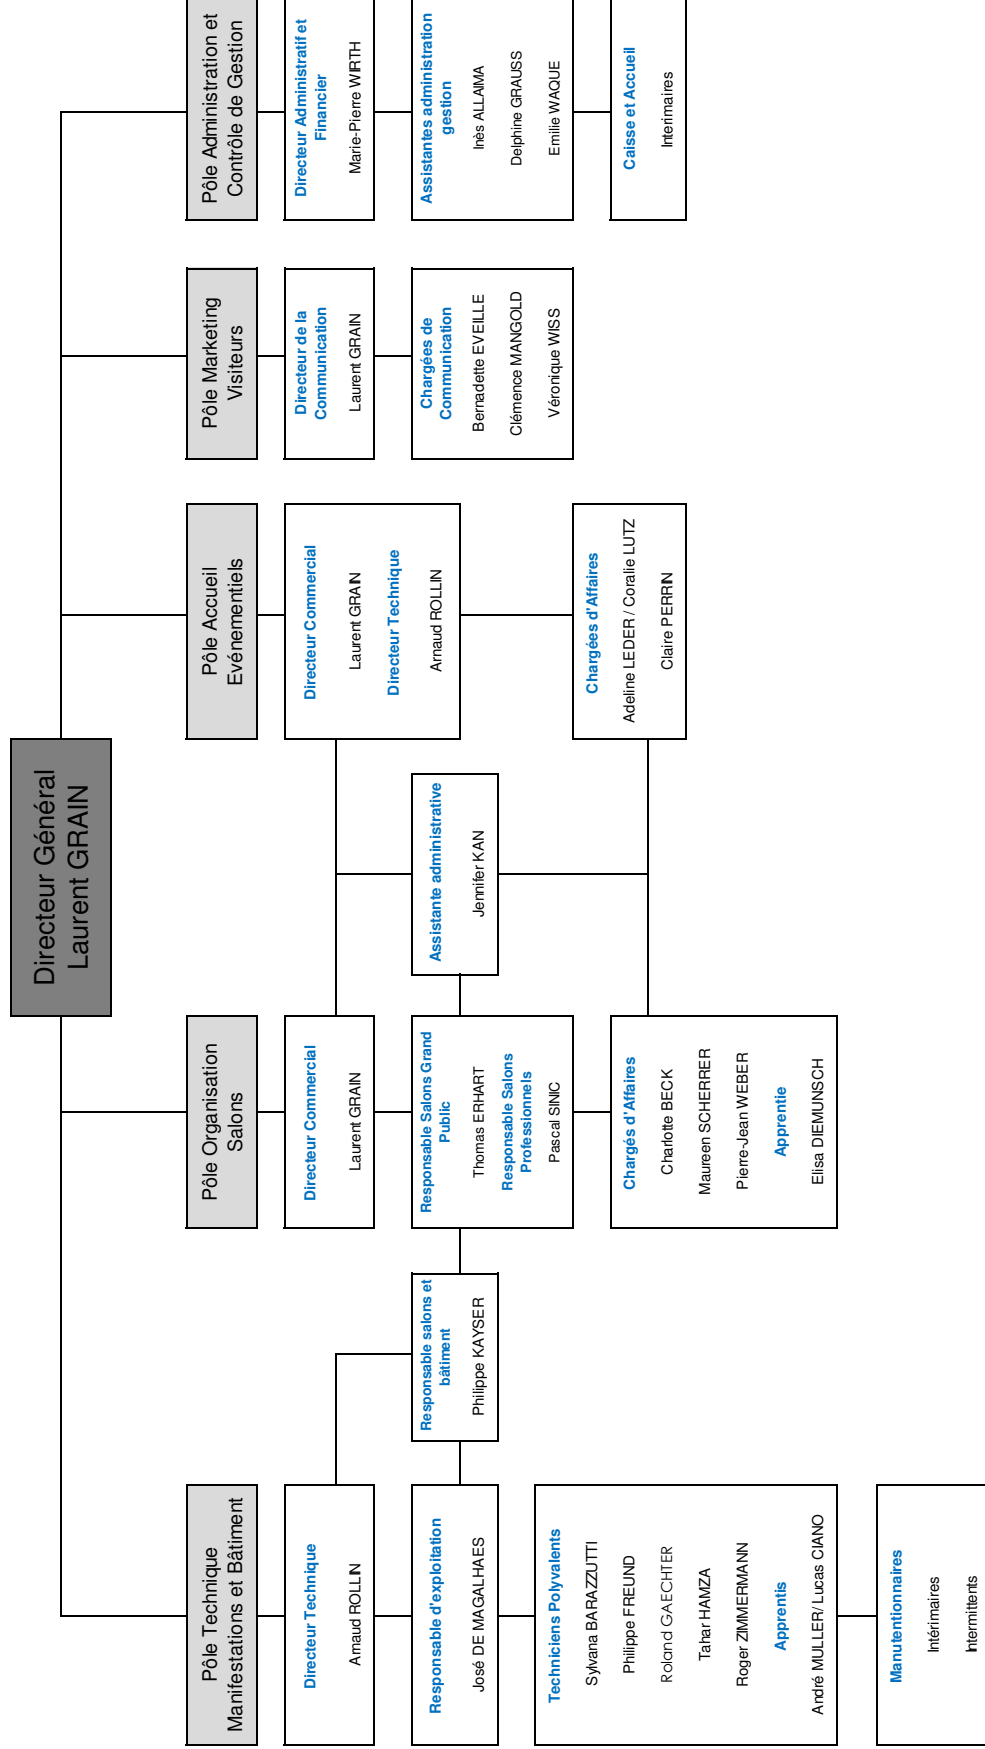 Directeur Général
Laurent GRAIN
Pôle Technique
Manifestations et Bâtiment
Directeur Technique
Arnaud ROLLIN
Responsable d'exploitation
José DE MAGALHAES
Techniciens Polyvalents
Sylvana BARAZZUTTI
Philippe FREUND
Roland GAECHTER
Tahar HAMZA
Roger ZIMMERMANN
Apprentis
André MULLER/ Lucas CIANO
Manutentionnaires
Intérimaires
Intermittents
Responsable salons et
bâtiment
Philippe KAYSER
Pôle Organisation
Salons
Directeur Commercial
Laurent GRAIN
Responsable Salons Grand
Public
Thomas ERHART
Responsable Salons
Professionnels
Pascal SINIC
Chargés d'Affaires
Charlotte BECK
Maureen SCHERRER
Pierre-Jean WEBER
Apprentie
Elisa DIEMUNSCH
Assistante administrative
Jennifer KAN
Pôle Accueil
Evénementiels
Directeur Commercial
Laurent GRAIN
Directeur Technique
Arnaud ROLLIN
Chargées d'Affaires
Adeline LEDER / Coralie LUTZ
Claire PERRIN
Pôle Marketing
Visiteurs
Directeur de la
Communication
Laurent GRAIN
Chargées de
Communication
Bernadette EVEILLE
Clémence MANGOLD
Véronique WISS
Pôle Administration et
Contrôle de Gestion
Directeur Administratif et
Financier
Marie-Pierre WIRTH
Assistantes administration
gestion
Inès ALLAIMA
Delphine GRAUSS
Emilie WAQUE
Caisse et Accueil
Interimaires